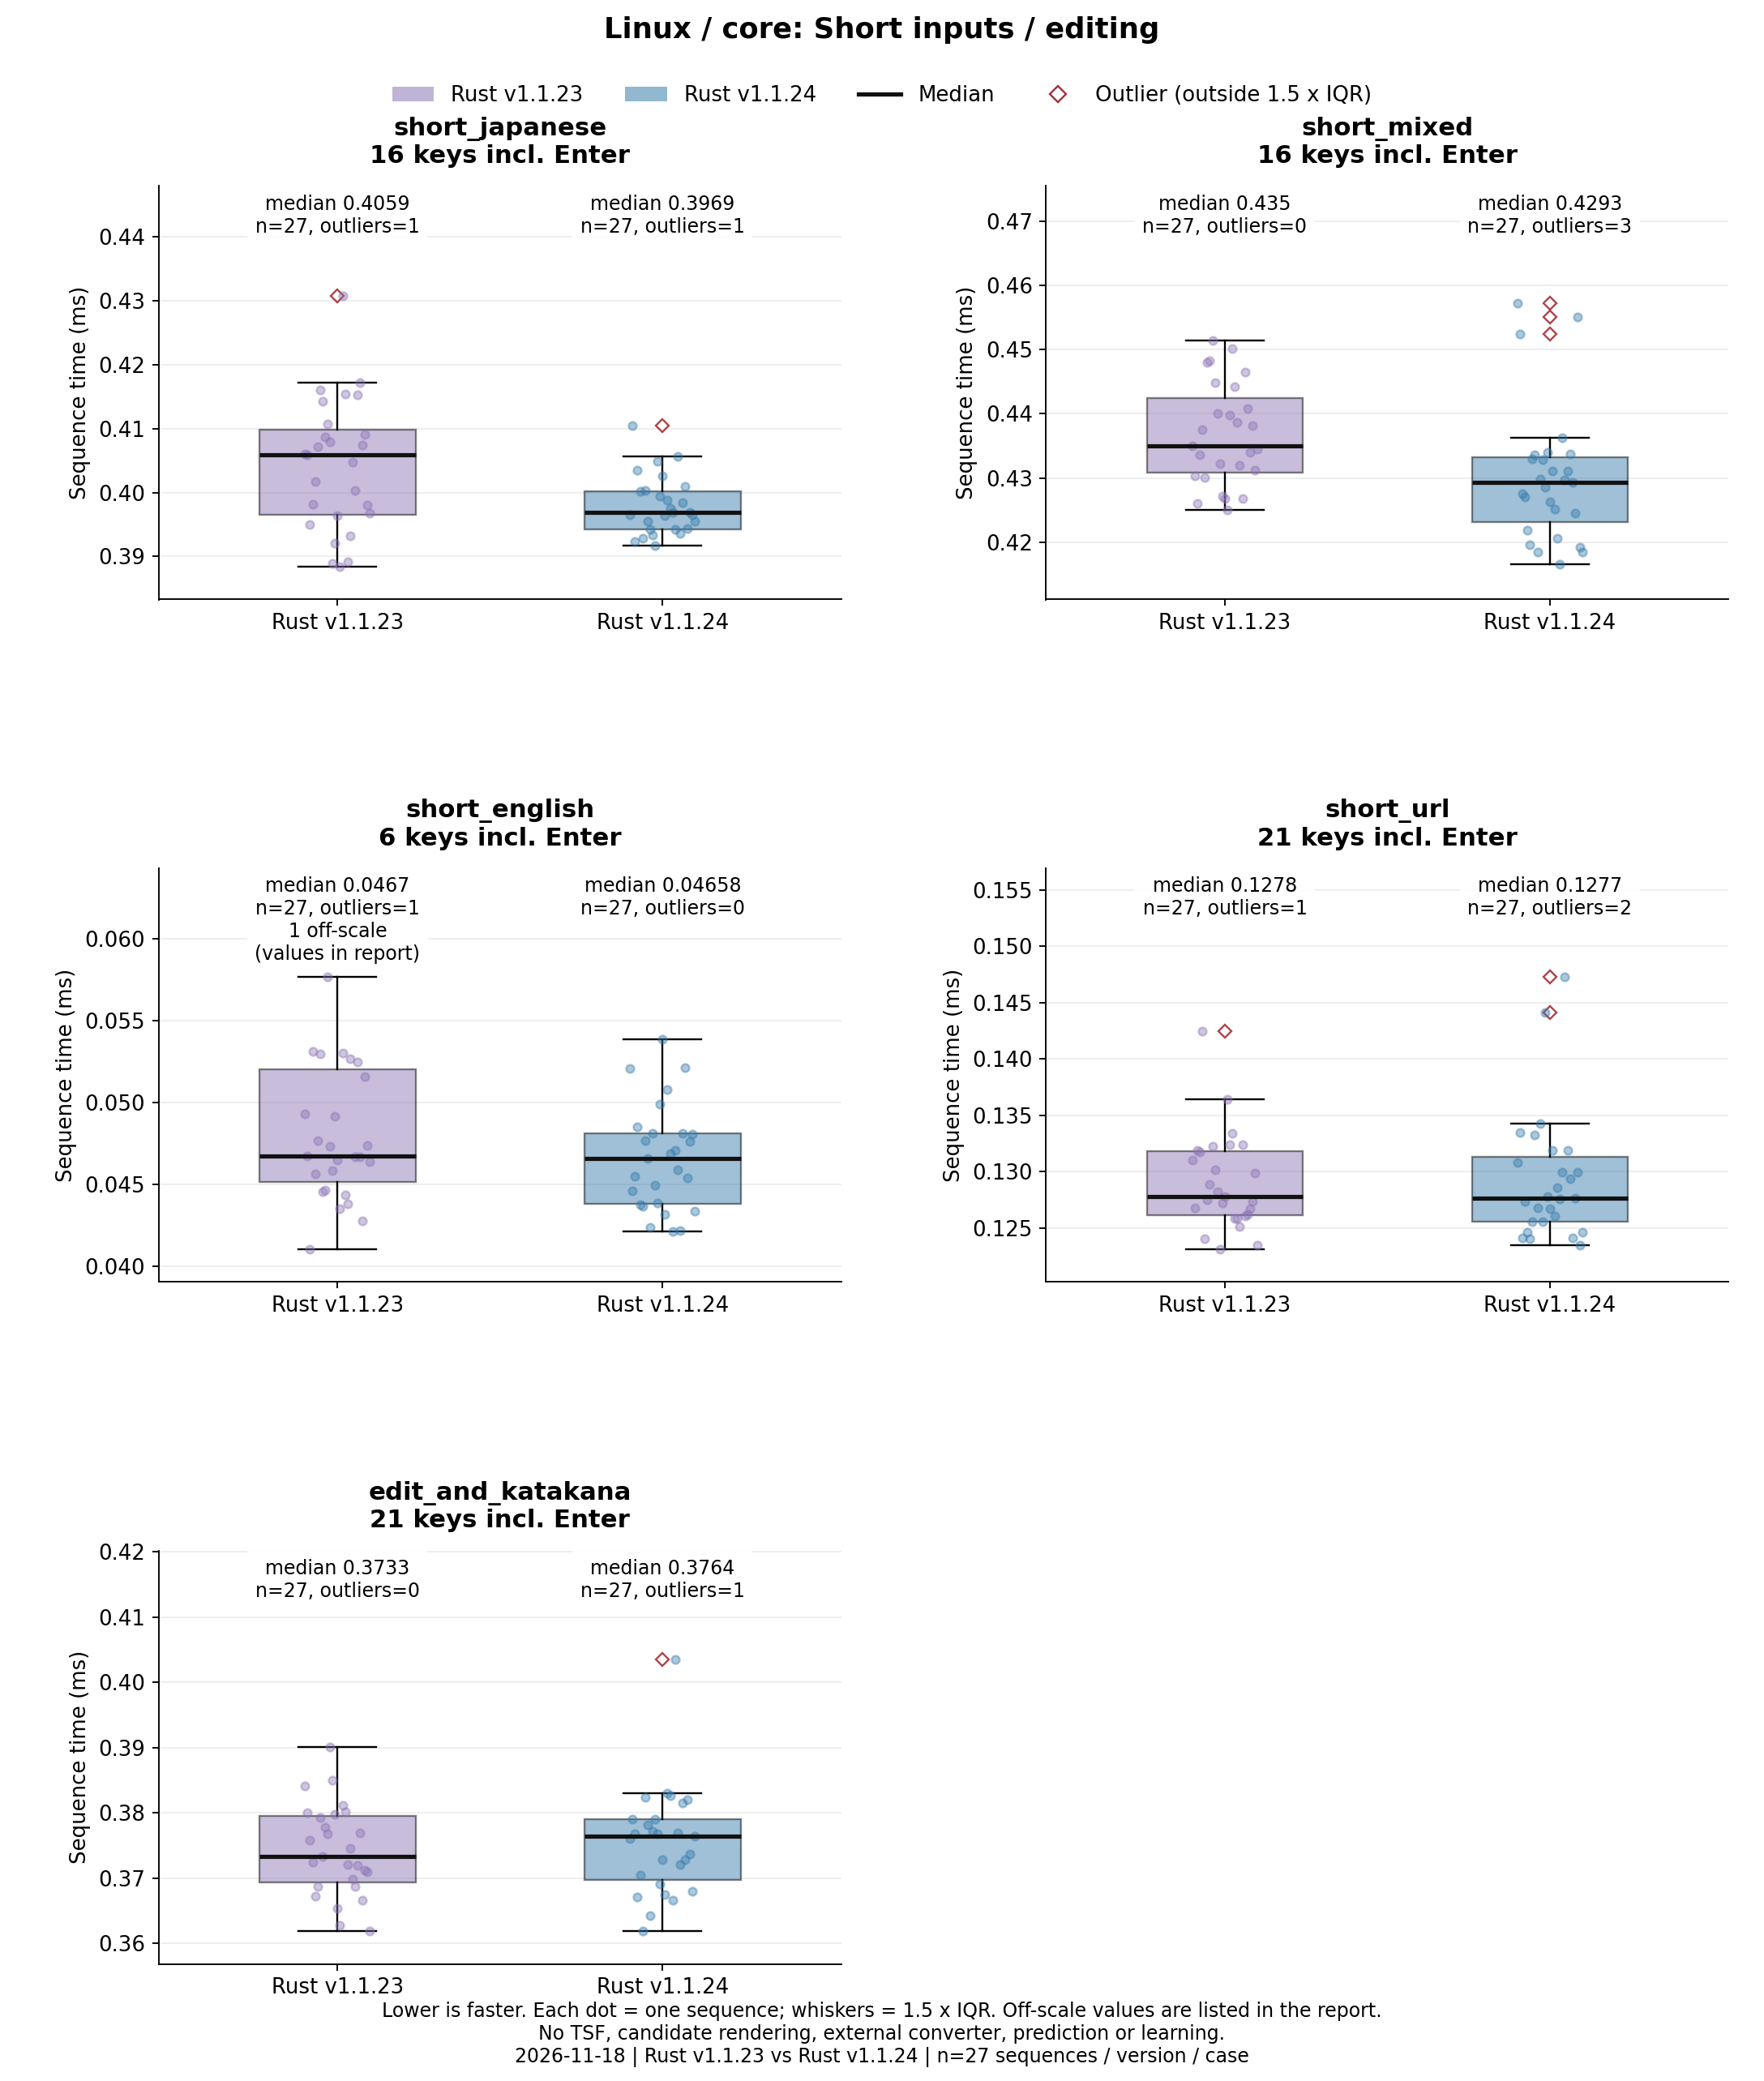 Linux / core: Short inputs / editing
Rust v1.1.23
Rust v1.1.24
Median
Outlier (outside 1.5 x IQR)
short_japanese
16 keys incl. Enter
median 0.4059
n=27, outliers=1
median 0.3969
n=27, outliers=1
Sequence time (ms)
0.44
0.43
0.42
0.41
0.40
0.39
Rust v1.1.23
Rust v1.1.24
short_mixed
16 keys incl. Enter
median 0.435
n=27, outliers=0
median 0.4293
n=27, outliers=3
Sequence time (ms)
0.47
0.46
0.45
0.44
0.43
0.42
Rust v1.1.23
Rust v1.1.24
short_english
6 keys incl. Enter
median 0.0467
n=27, outliers=1
1 off-scale
(values in report)
median 0.04658
n=27, outliers=0
Sequence time (ms)
0.060
0.055
0.050
0.045
0.040
Rust v1.1.23
Rust v1.1.24
short_url
21 keys incl. Enter
median 0.1278
n=27, outliers=1
median 0.1277
n=27, outliers=2
Sequence time (ms)
0.155
0.150
0.145
0.140
0.135
0.130
0.125
Rust v1.1.23
Rust v1.1.24
edit_and_katakana
21 keys incl. Enter
median 0.3733
n=27, outliers=0
median 0.3764
n=27, outliers=1
Sequence time (ms)
0.42
0.41
0.40
0.39
0.38
0.37
0.36
Rust v1.1.23
Rust v1.1.24
Lower is faster. Each dot = one sequence; whiskers = 1.5 x IQR. Off-scale values are listed in the report.
No TSF, candidate rendering, external converter, prediction or learning.
2026-11-18 | Rust v1.1.23 vs Rust v1.1.24 | n=27 sequences / version / case